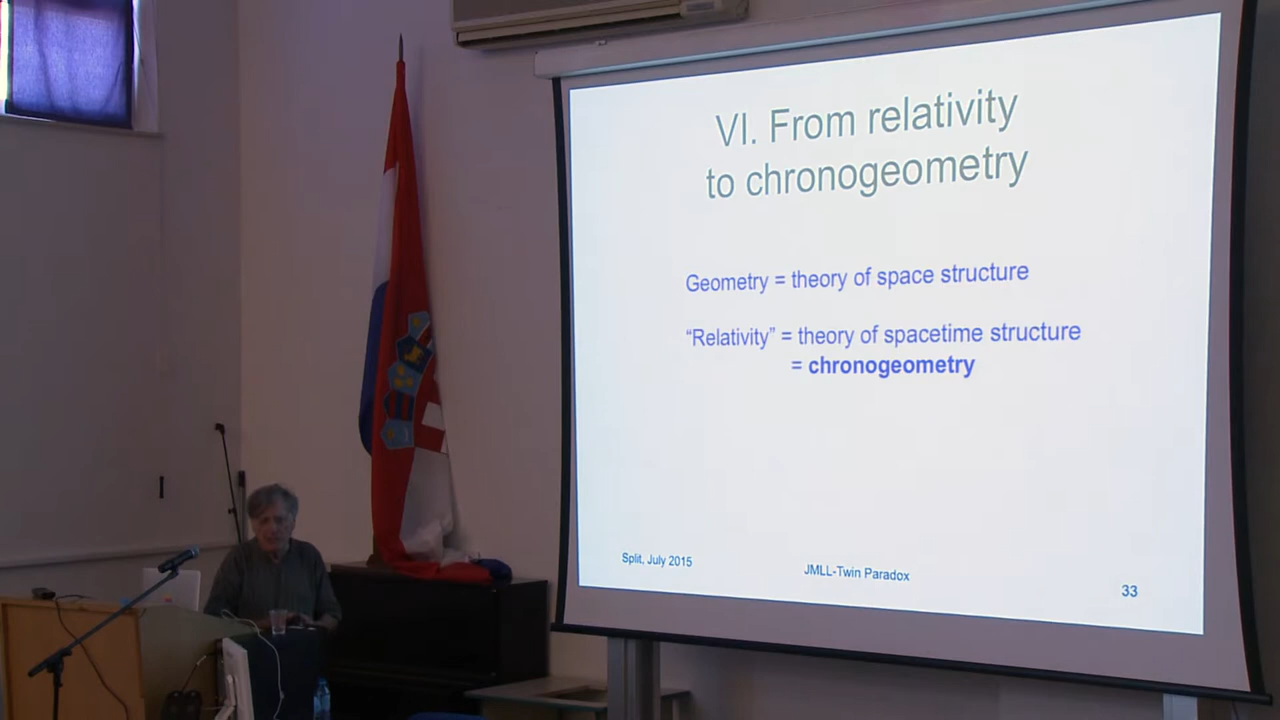 VI. From relativity
to chronogeometry
Geometry = theory of space structure
“Relativity” = theory of spacetime structure
= chronogeometry
Split, July 2015
JMLL-Twin Paradox
33